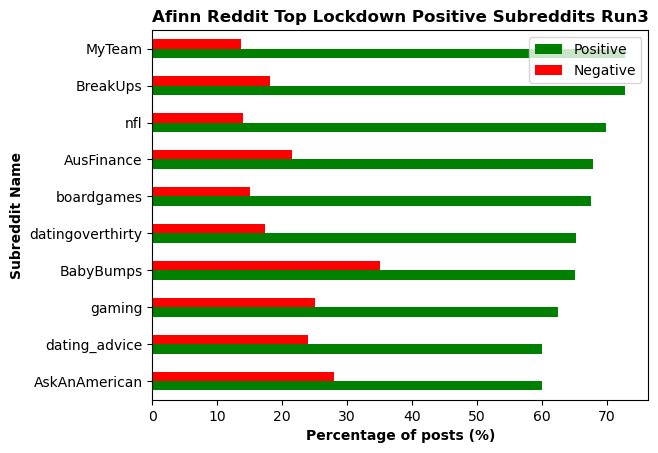 Afinn Reddit Top Lockdown Positive Subreddits Run3
Positive
Negative
MyTeam
BreakUps
nfl
AusFinance
boardgames
datingoverthirty
BabyBumps
gaming
dating_advice
AskAnAmerican
Subreddit Name
0 10 20 30 40 50 60 70
Percentage of posts (%)